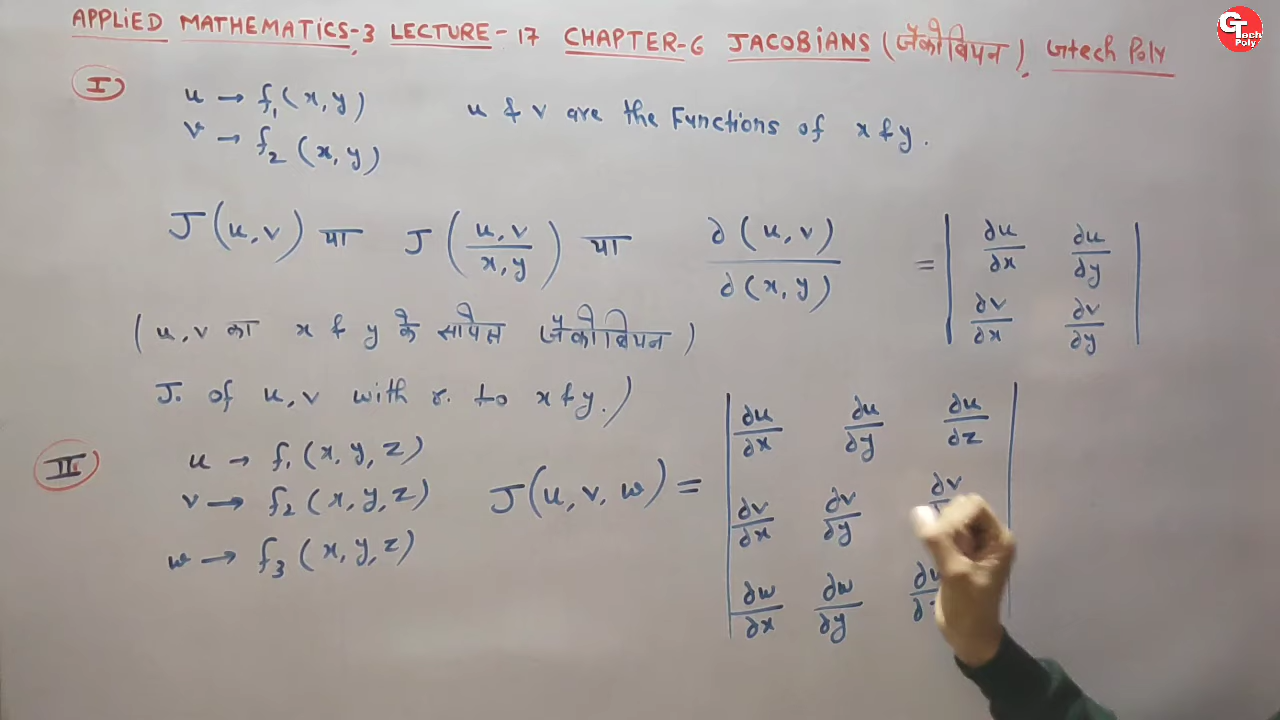 APPLIED MATHEMATICS-3 LECTURE-17 CHAPTER-6 JACOBIANS (जैकोबियन), Gtech Poly
GTech Poly
I)
u → f₁(x,y)
v → f₂(x,y)
u & v are the Functions of x & y.
J(u,v) या J(u,v/x,y) या ∂(u,v)/∂(x,y) = | ∂u/∂x ∂u/∂y |
| ∂v/∂x ∂v/∂y |
(u,v का x & y के सापेक्ष जैकोबियन)
J. of u,v with r. to x & y.)
II)
u → f₁(x,y,z)
v → f₂(x,y,z)
w → f₃(x,y,z)
J(u,v,w) = | ∂u/∂x ∂u/∂y ∂u/∂z |
| ∂v/∂x ∂v/∂y ∂v
| ∂w/∂x ∂w/∂y